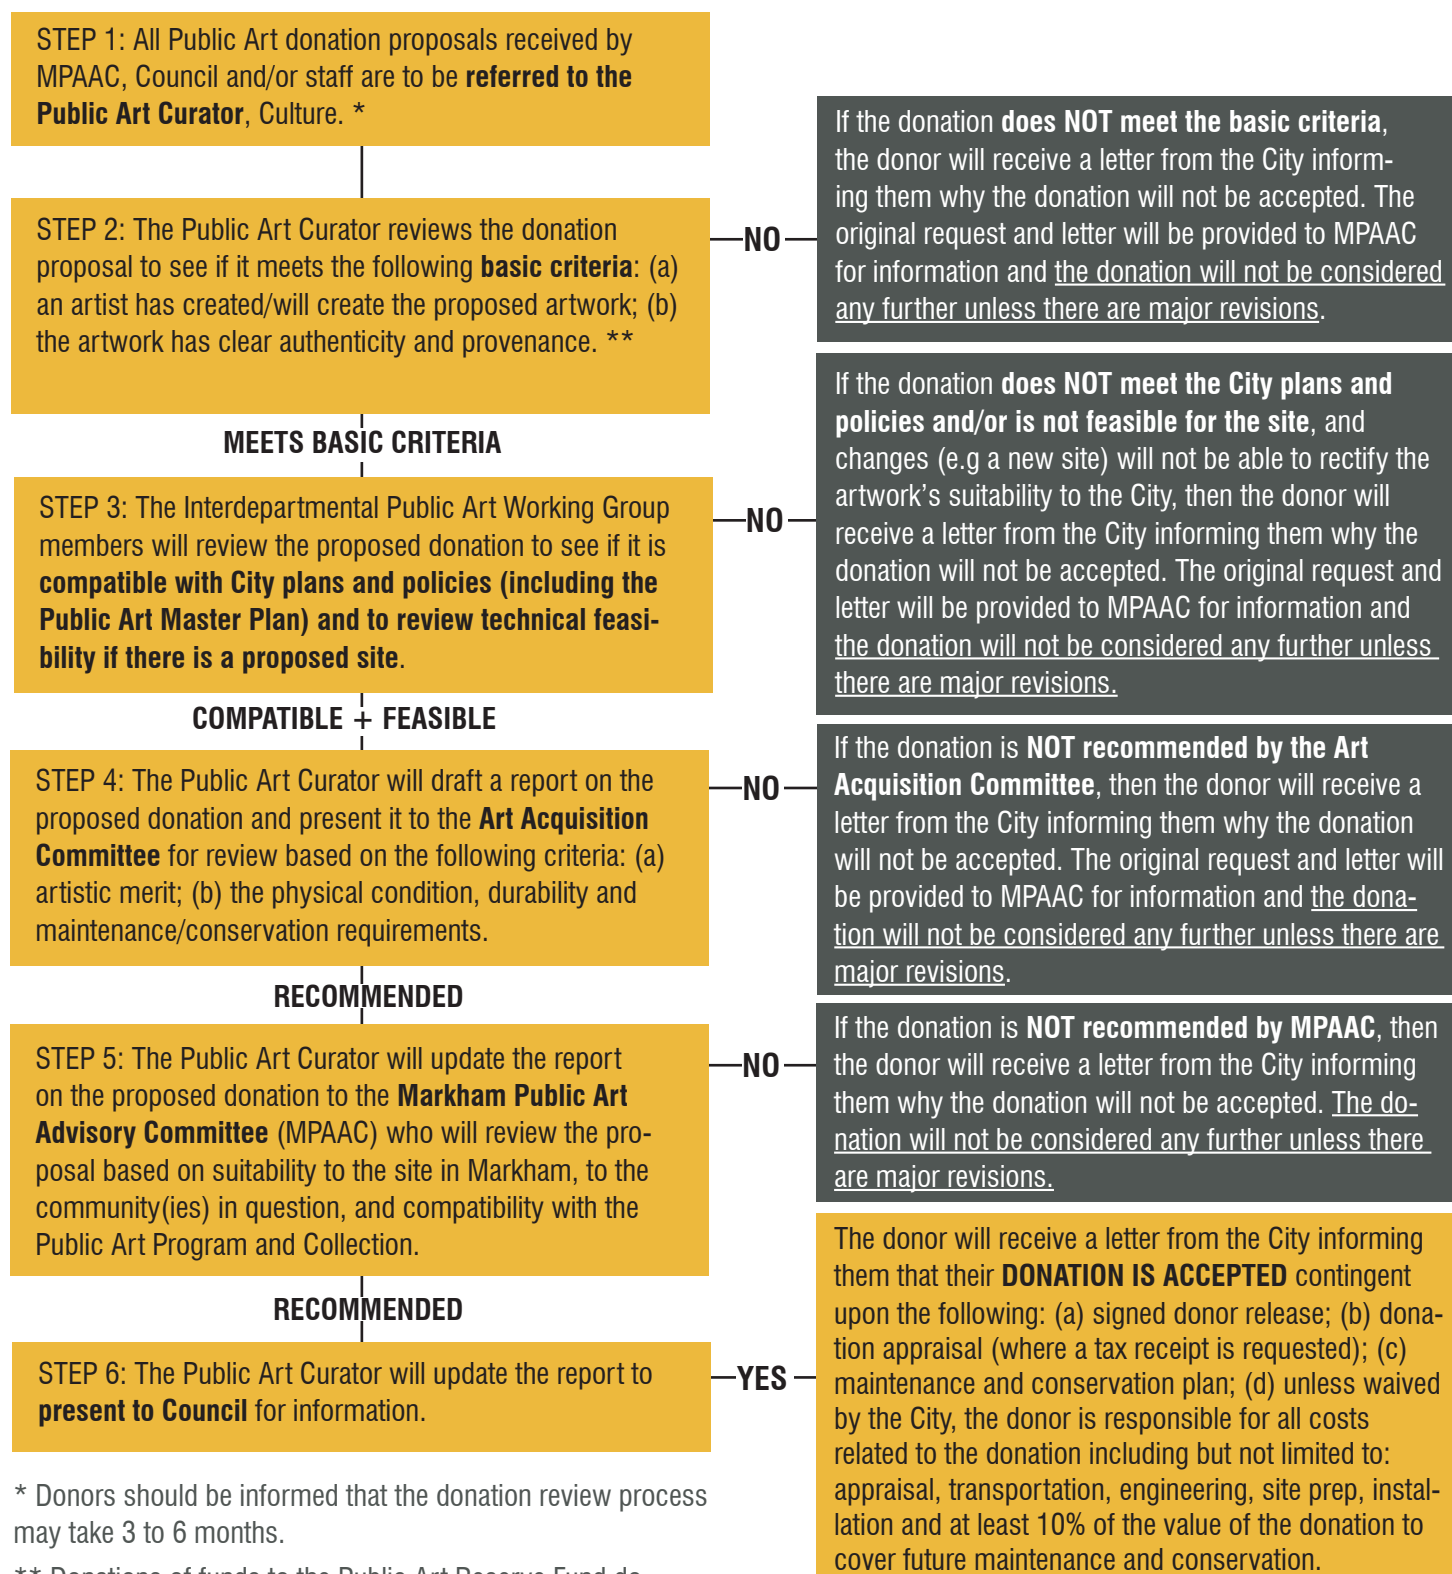 STEP 1: All Public Art donation proposals received by
MPAAC, Council and/or staff are to be referred to the
Public Art Curator, Culture. *
STEP 2: The Public Art Curator reviews the donation
proposal to see if it meets the following basic criteria: (a)
an artist has created/will create the proposed artwork; (b)
the artwork has clear authenticity and provenance. **
NO
If the donation does NOT meet the basic criteria,
the donor will receive a letter from the City inform-
ing them why the donation will not be accepted. The
original request and letter will be provided to MPAAC
for information and the donation will not be considered
any further unless there are major revisions.
MEETS BASIC CRITERIA
STEP 3: The Interdepartmental Public Art Working Group
members will review the proposed donation to see if it is
compatible with City plans and policies (including the
Public Art Master Plan) and to review technical feasi-
bility if there is a proposed site.
NO
If the donation does NOT meet the City plans and
policies and/or is not feasible for the site, and
changes (e.g a new site) will not be able to rectify the
artwork's suitability to the City, then the donor will
receive a letter from the City informing them why the
donation will not be accepted. The original request and
letter will be provided to MPAAC for information and
the donation will not be considered any further unless
there are major revisions.
COMPATIBLE + FEASIBLE
STEP 4: The Public Art Curator will draft a report on the
proposed donation and present it to the Art Acquisition
Committee for review based on the following criteria: (a)
artistic merit; (b) the physical condition, durability and
maintenance/conservation requirements.
NO
If the donation is NOT recommended by the Art
Acquisition Committee, then the donor will receive a
letter from the City informing them why the donation
will not be accepted. The original request and letter will
be provided to MPAAC for information and the dona-
tion will not be considered any further unless there are
major revisions.
RECOMMENDED
STEP 5: The Public Art Curator will update the report
on the proposed donation to the Markham Public Art
Advisory Committee (MPAAC) who will review the pro-
posal based on suitability to the site in Markham, to the
community(ies) in question, and compatibility with the
Public Art Program and Collection.
NO
If the donation is NOT recommended by MPAAC, then
the donor will receive a letter from the City informing
them why the donation will not be accepted. The do-
nation will not be considered any further unless there
are major revisions.
RECOMMENDED
STEP 6: The Public Art Curator will update the report to
present to Council for information.
YES
The donor will receive a letter from the City informing
them that their DONATION IS ACCEPTED contingent
upon the following: (a) signed donor release; (b) dona-
tion appraisal (where a tax receipt is requested); (c)
maintenance and conservation plan; (d) unless waived
by the City, the donor is responsible for all costs
related to the donation including but not limited to:
appraisal, transportation, engineering, site prep, instal-
lation and at least 10% of the value of the donation to
cover future maintenance and conservation.
* Donors should be informed that the donation review process
may take 3 to 6 months.
** Donations of funds to the Public Art Reserve Fund do